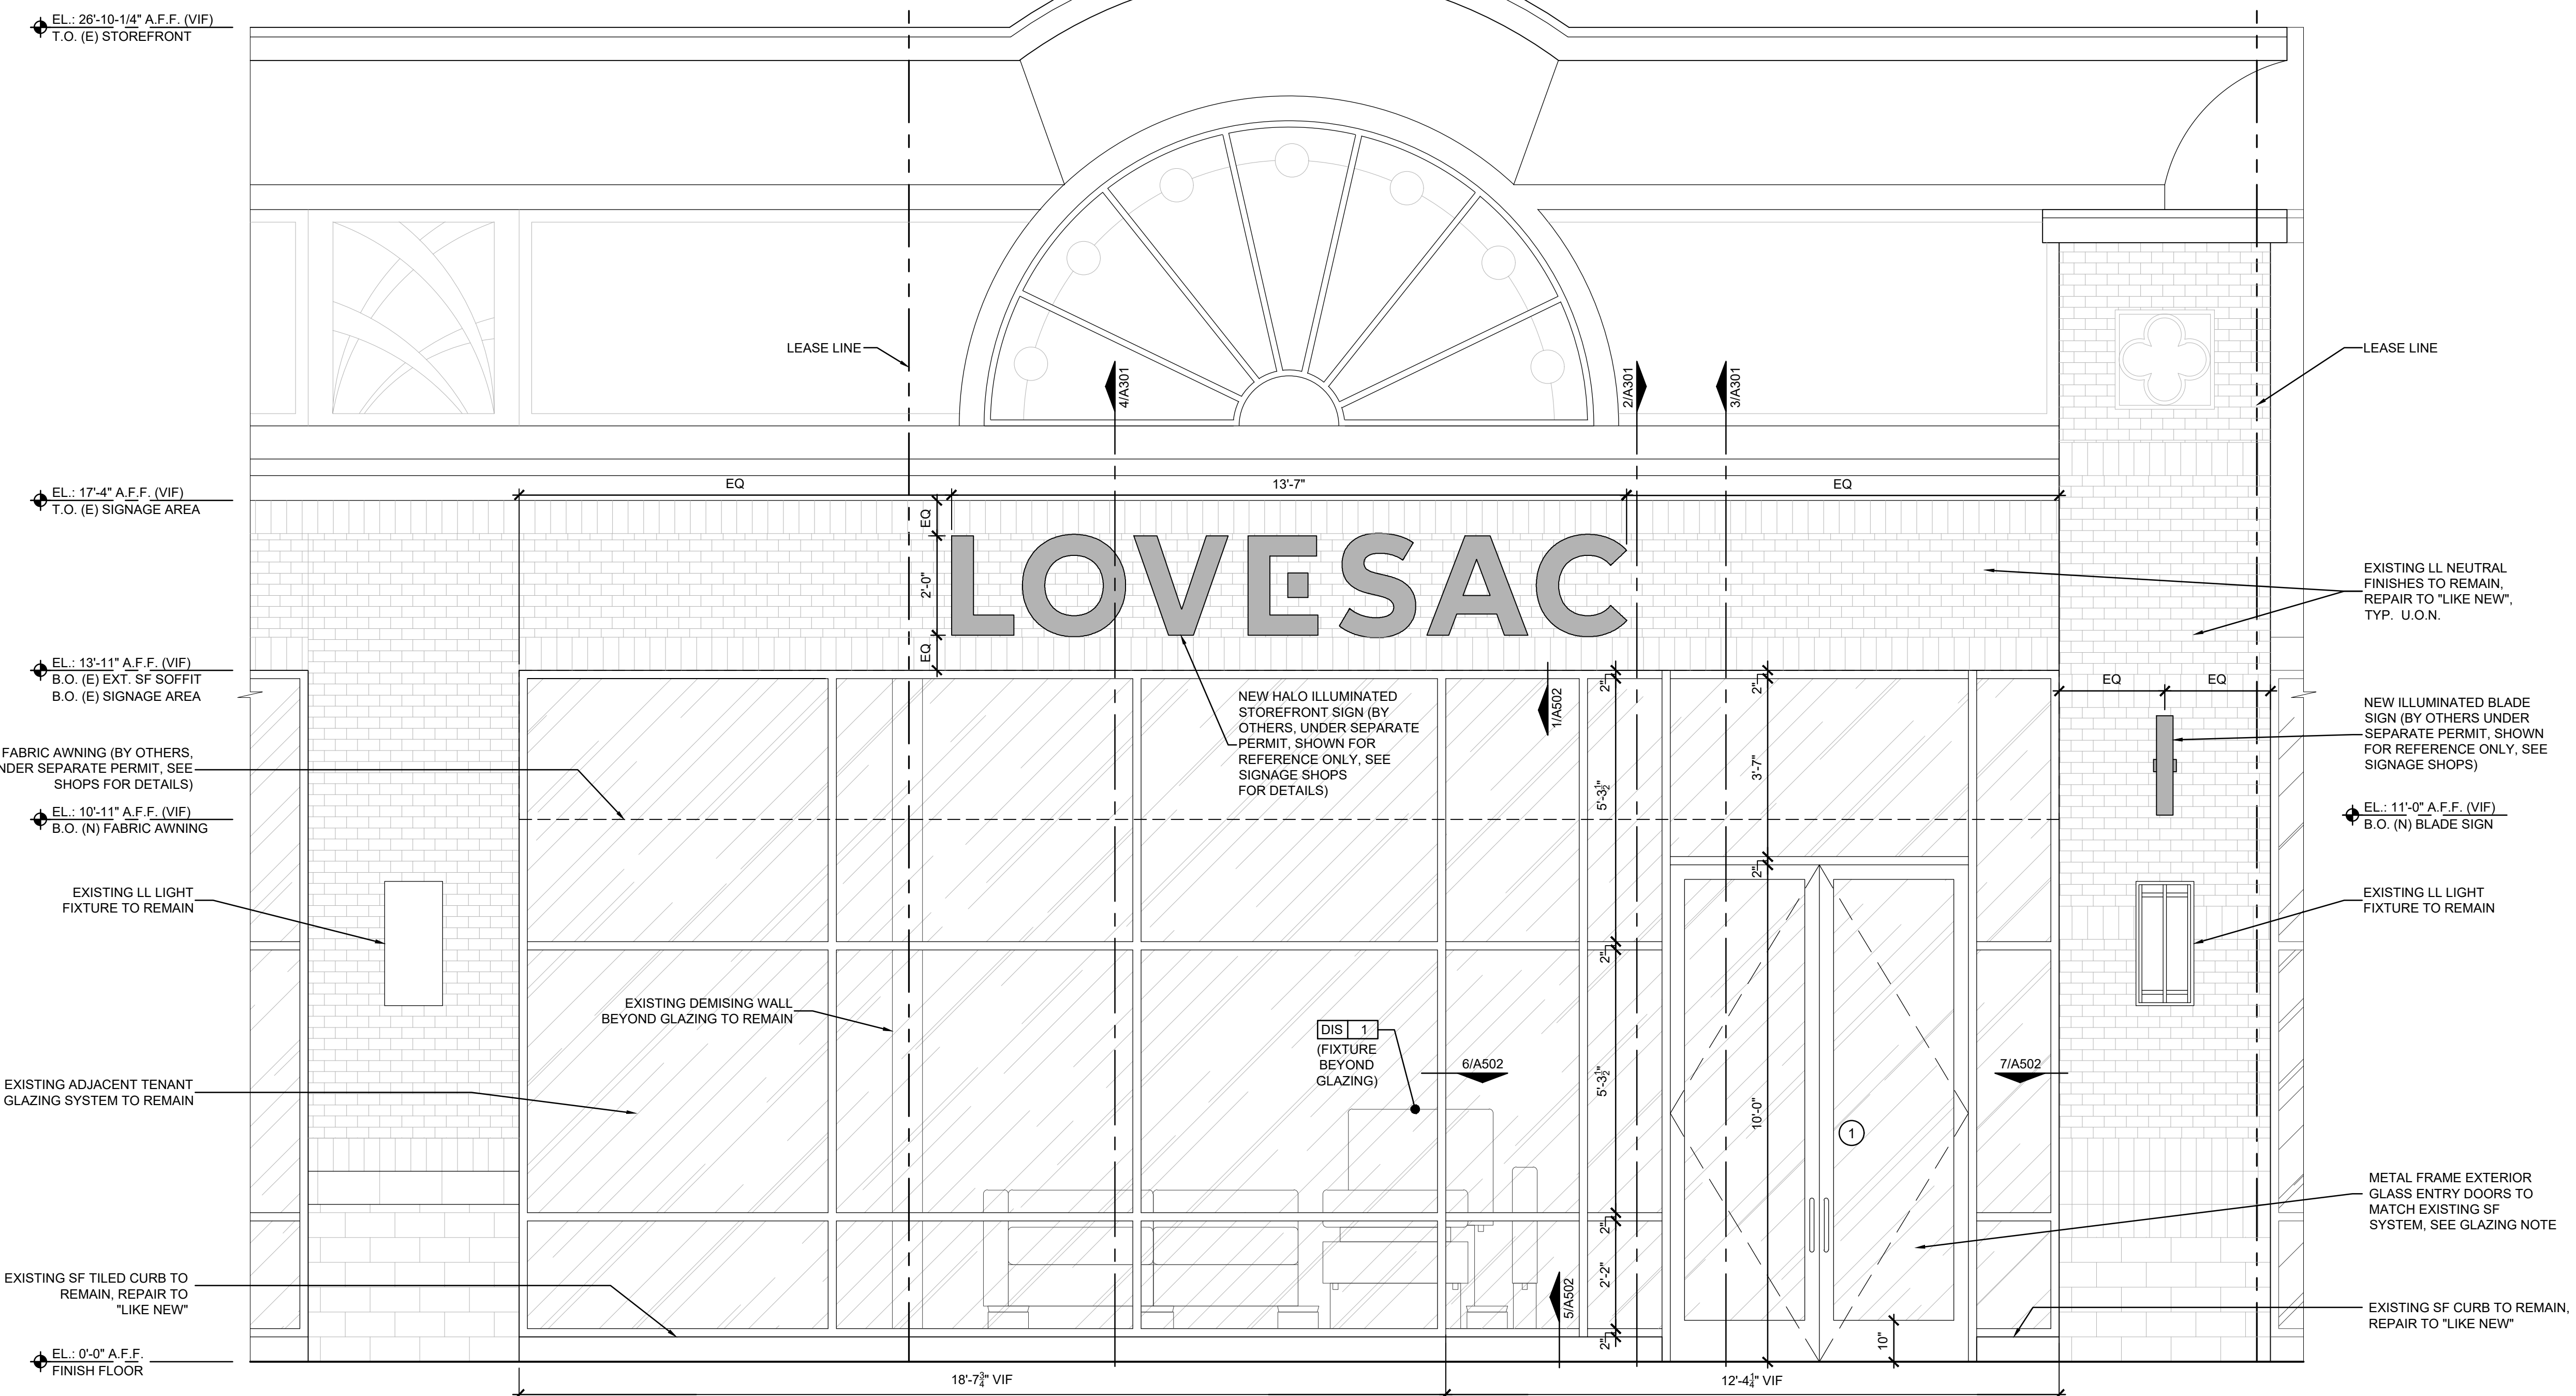 EL.: 26'-10-1/4" A.F.F. (VIF)
T.O. (E) STOREFRONT
LEASE LINE
LEASE LINE
4/A301
2/A301
3/A301
EL.: 17'-4" A.F.F. (VIF)
T.O. (E) SIGNAGE AREA
EQ
13'-7"
EQ
EQ
2'-0"
EQ
LOVESAC
EXISTING LL NEUTRAL
FINISHES TO REMAIN,
REPAIR TO "LIKE NEW",
TYP. U.O.N.
EL.: 13'-11" A.F.F. (VIF)
B.O. (E) EXT. SF SOFFIT
B.O. (E) SIGNAGE AREA
NEW HALO ILLUMINATED
STOREFRONT SIGN (BY
OTHERS, UNDER SEPARATE
PERMIT, SHOWN FOR
REFERENCE ONLY, SEE
SIGNAGE SHOPS
FOR DETAILS)
1/A502
2"
2"
EQ
EQ
NEW ILLUMINATED BLADE
SIGN (BY OTHERS UNDER
SEPARATE PERMIT, SHOWN
FOR REFERENCE ONLY, SEE
SIGNAGE SHOPS)
FABRIC AWNING (BY OTHERS,
UNDER SEPARATE PERMIT, SEE
SHOPS FOR DETAILS)
5'-3½"
3'-7"
EL.: 10'-11" A.F.F. (VIF)
B.O. (N) FABRIC AWNING
EL.: 11'-0" A.F.F. (VIF)
B.O. (N) BLADE SIGN
2"
EXISTING LL LIGHT
FIXTURE TO REMAIN
EXISTING LL LIGHT
FIXTURE TO REMAIN
2"
EXISTING DEMISING WALL
BEYOND GLAZING TO REMAIN
DIS 1
(FIXTURE
BEYOND
GLAZING)
6/A502
7/A502
5'-3½"
10'-0"
1
EXISTING ADJACENT TENANT
GLAZING SYSTEM TO REMAIN
METAL FRAME EXTERIOR
GLASS ENTRY DOORS TO
MATCH EXISTING SF
SYSTEM, SEE GLAZING NOTE
2"
2'-2"
5/A502
EXISTING SF TILED CURB TO
REMAIN, REPAIR TO
"LIKE NEW"
EXISTING SF CURB TO REMAIN,
REPAIR TO "LIKE NEW"
2"
10"
EL.: 0'-0" A.F.F.
FINISH FLOOR
18'-7¾" VIF
12'-4¼" VIF